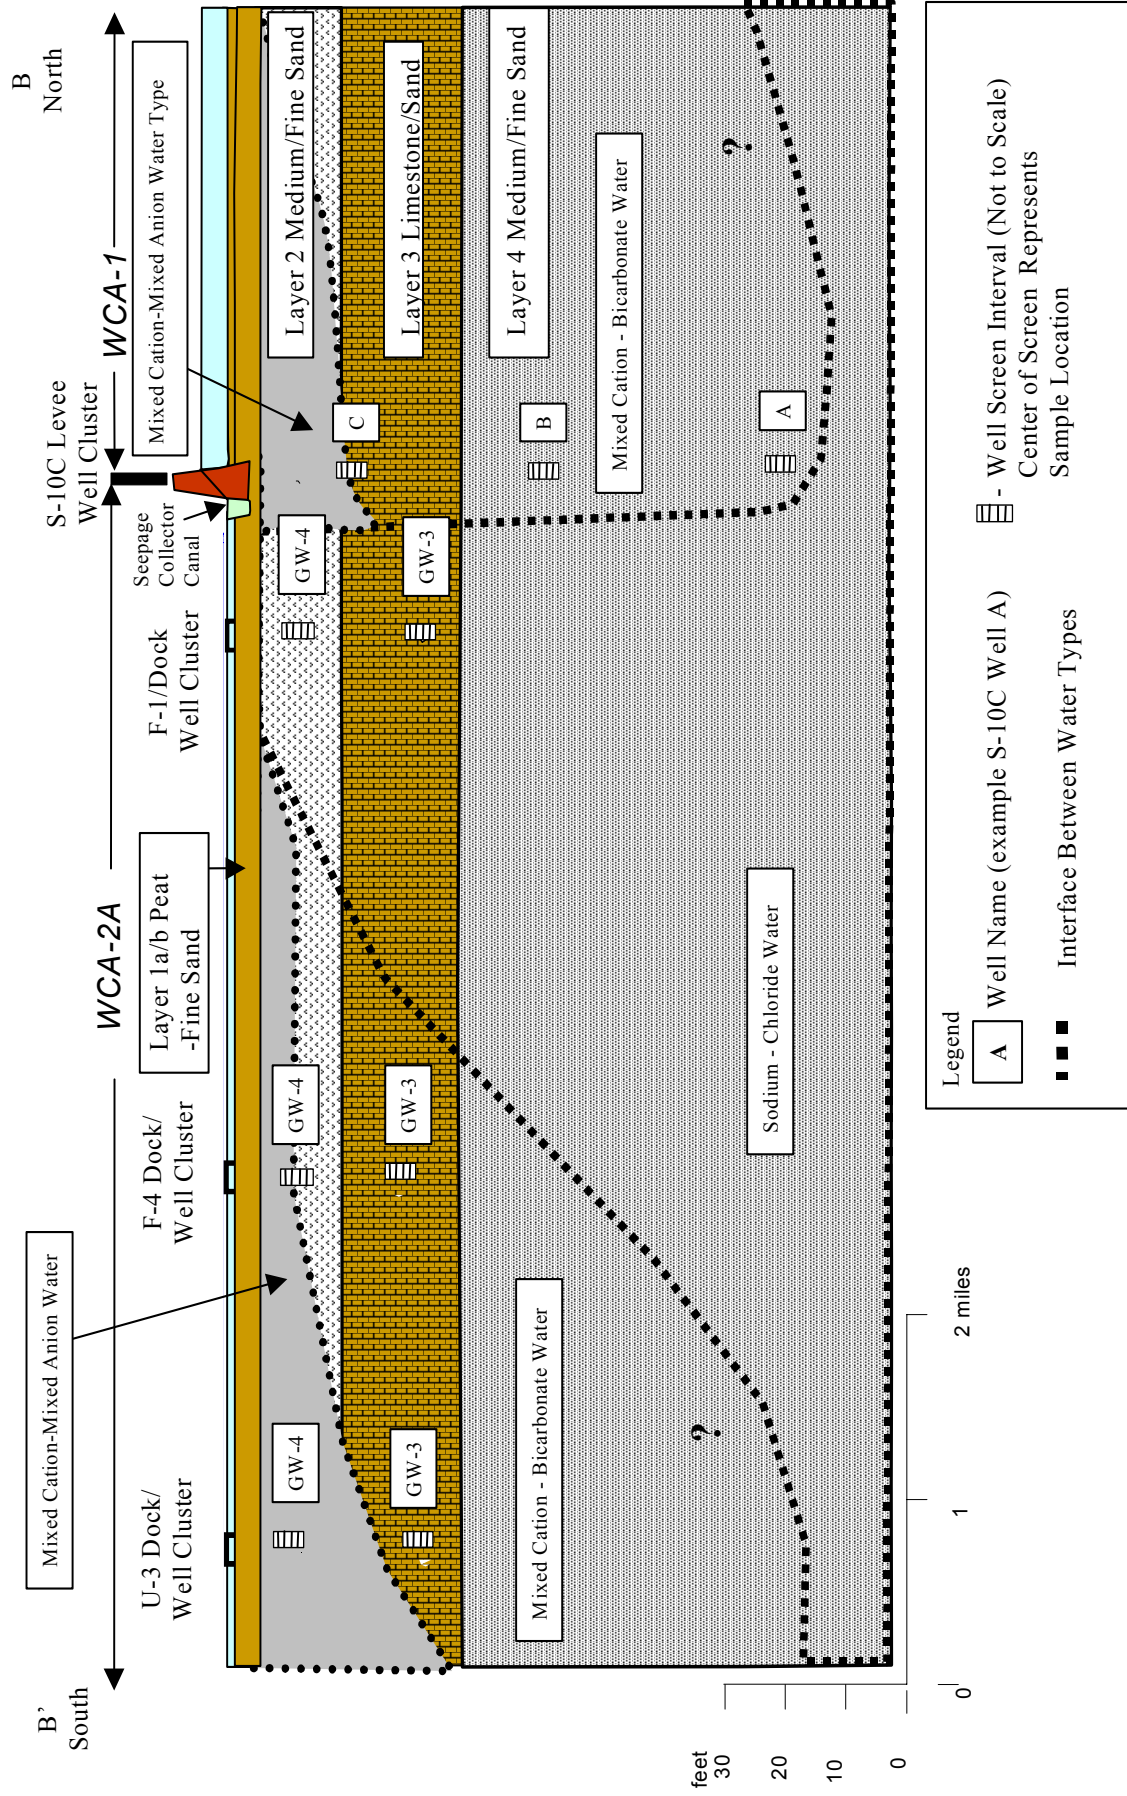 B’
South
B
North
WCA-2A
WCA-1
Mixed Cation-Mixed Anion Water
Mixed Cation-Mixed Anion Water Type
U-3 Dock/
Well Cluster
F-4 Dock/
Well Cluster
Layer 1a/b Peat
-Fine Sand
F-1/Dock
Well Cluster
Seepage
Collector
Canal
S-10C Levee
Well Cluster
GW-4
GW-4
GW-4
Layer 2 Medium/Fine Sand
GW-3
GW-3
GW-3
C
Layer 3 Limestone/Sand
B
Layer 4 Medium/Fine Sand
Mixed Cation - Bicarbonate Water
Mixed Cation - Bicarbonate Water
?
?
A
Sodium - Chloride Water
feet
30
20
10
0
0
1
2 miles
Legend
A
Well Name (example S-10C Well A)
Interface Between Water Types
- Well Screen Interval (Not to Scale)
Center of Screen Represents
Sample Location